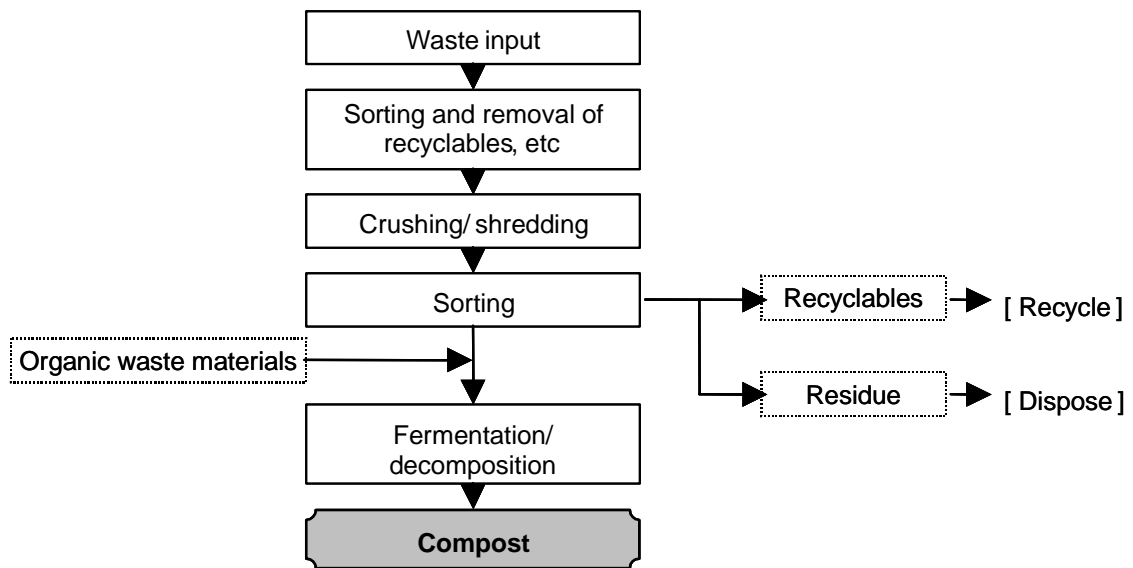 Waste input
Sorting and removal of
recyclables, etc
Crushing/ shredding
Sorting
Recyclables
[ Recycle ]
Organic waste materials
Residue
[ Dispose ]
Fermentation/
decomposition
Compost